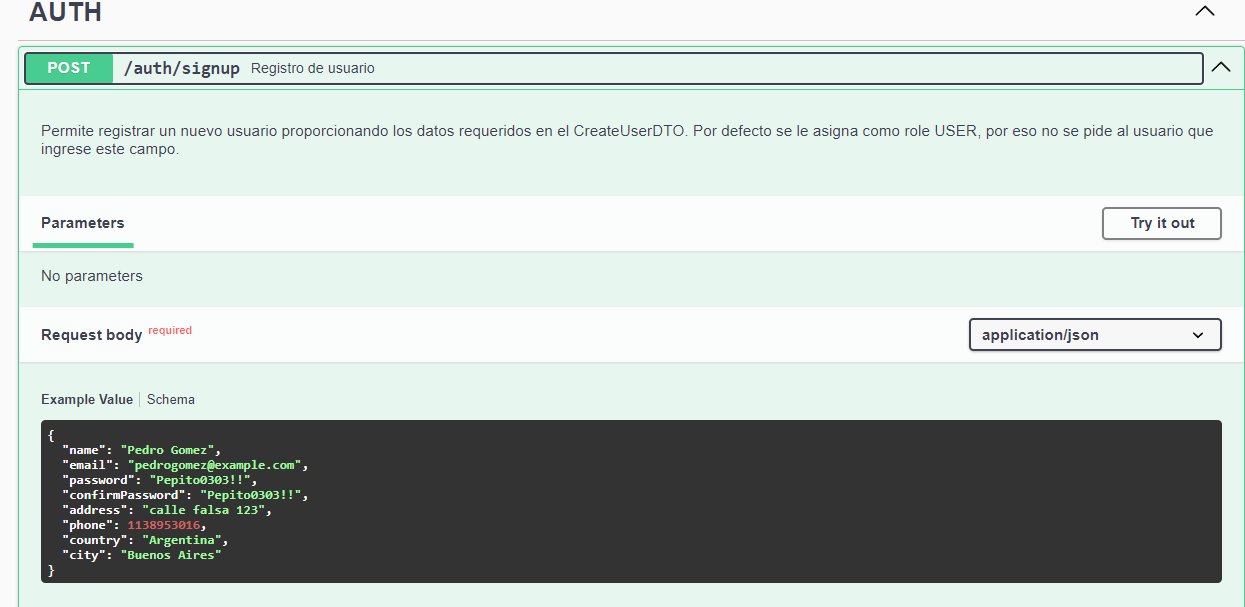 AUTH
POST /auth/signup Registro de usuario
Permite registrar un nuevo usuario proporcionando los datos requeridos en el CreateUserDTO. Por defecto se le asigna como role USER, por eso no se pide al usuario que
ingrese este campo.
Parameters
Try it out
No parameters
Request body required
application/json
Example Value Schema
{
"name": "Pedro Gomez",
"email": "pedrogomez@example.com",
"password": "Pepito0303!!",
"confirmPassword": "Pepito0303!!",
"address": "calle falsa 123",
"phone": 1138953016,
"country": "Argentina",
"city": "Buenos Aires"
}